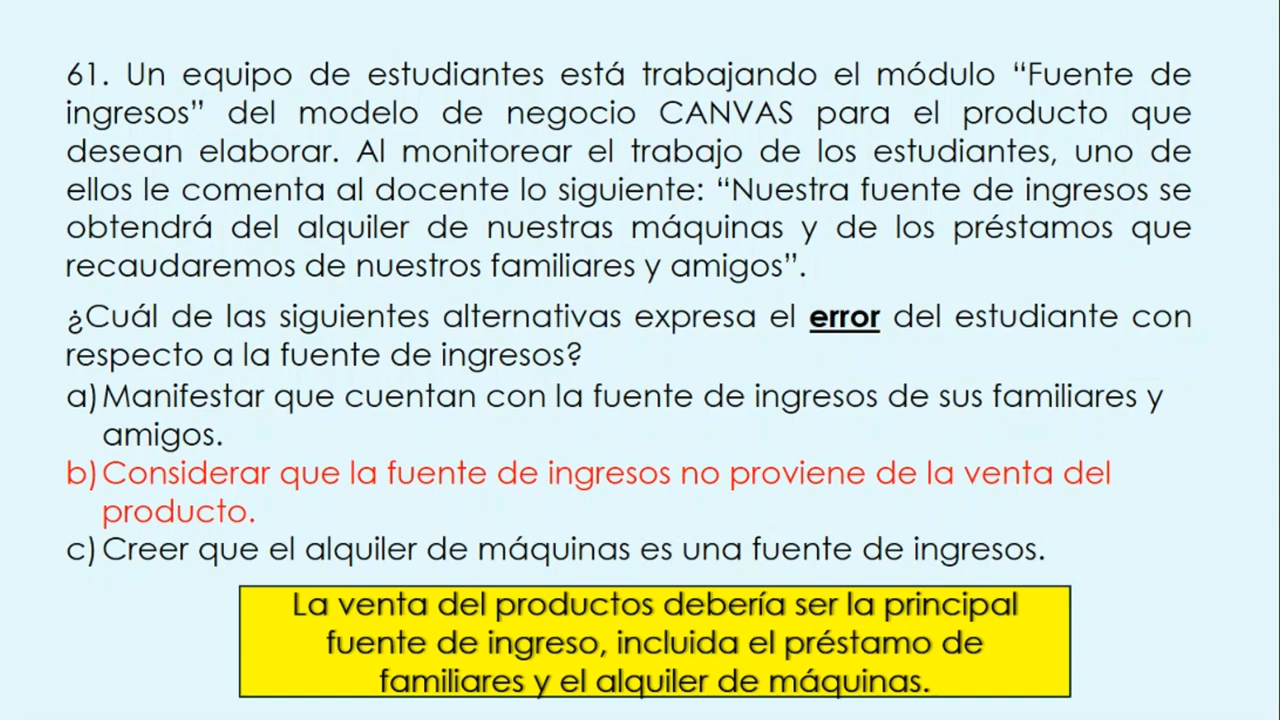 61. Un equipo de estudiantes está trabajando el módulo “Fuente de
ingresos” del modelo de negocio CANVAS para el producto que
desean elaborar. Al monitorear el trabajo de los estudiantes, uno de
ellos le comenta al docente lo siguiente: “Nuestra fuente de ingresos se
obtendrá del alquiler de nuestras máquinas y de los préstamos que
recaudaremos de nuestros familiares y amigos”.
¿Cuál de las siguientes alternativas expresa el error del estudiante con
respecto a la fuente de ingresos?
a) Manifestar que cuentan con la fuente de ingresos de sus familiares y
amigos.
b) Considerar que la fuente de ingresos no proviene de la venta del
producto.
c) Creer que el alquiler de máquinas es una fuente de ingresos.
La venta del productos debería ser la principal
fuente de ingreso, incluida el préstamo de
familiares y el alquiler de máquinas.